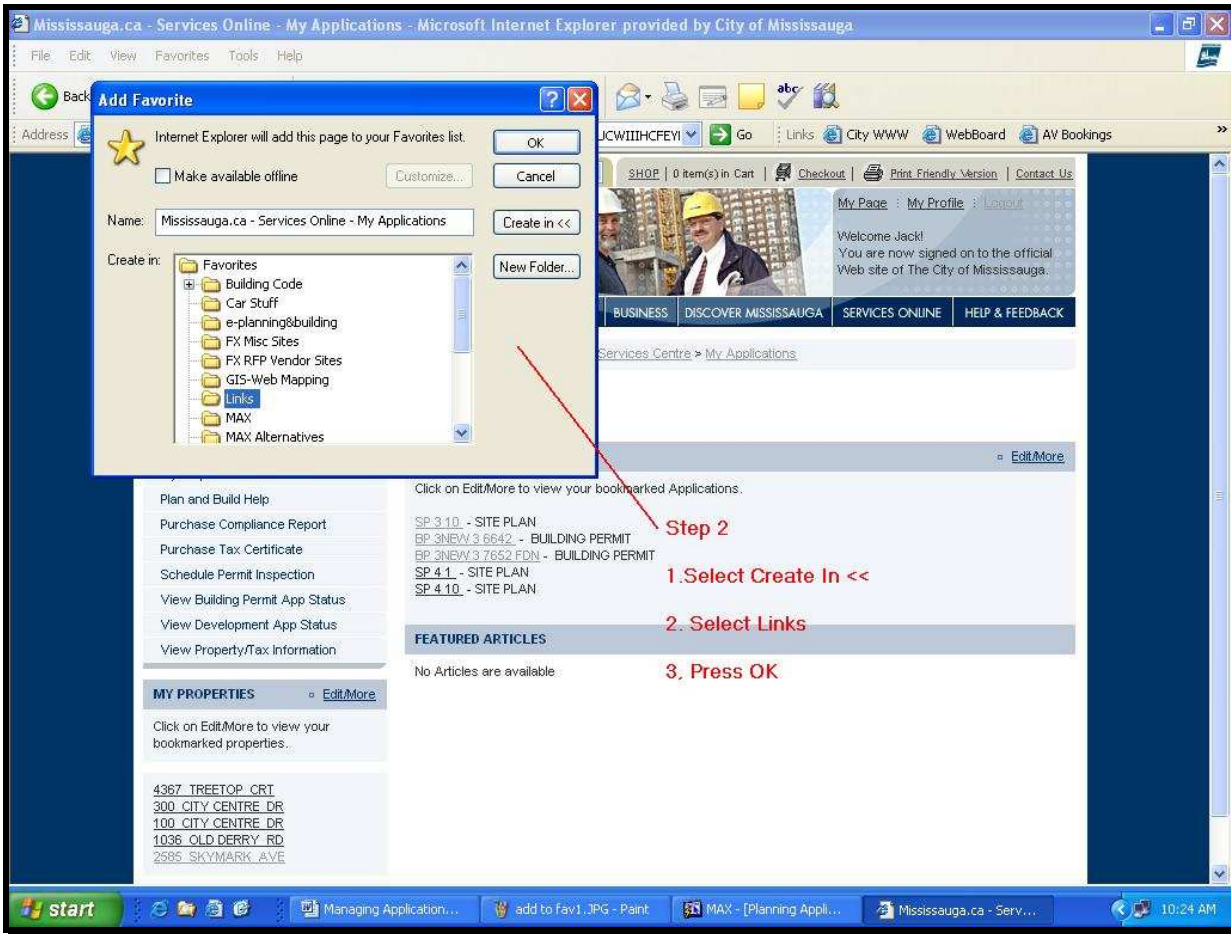 Mississauga.ca - Services Online - My Applications - Microsoft Internet Explorer provided by City of Mississauga
File Edit View Favorites Tools Help
Back
Address
Go
Links City WWW WebBoard AV Bookings »
Add Favorite
Internet Explorer will add this page to your Favorites list.
OK
Make available offline
Customize...
Cancel
Name: Mississauga.ca - Services Online - My Applications
Create in <<
Create in:
New Folder...
Favorites
Building Code
Car Stuff
e-planning&building
FX Misc Sites
FX RFP Vendor Sites
GIS-Web Mapping
Links
MAX
MAX Alternatives
SHOP | 0 item(s) in Cart | Checkout | Print Friendly Version | Contact Us
My Page : My Profile : Logout
Welcome Jack!
You are now signed on to the official
Web site of The City of Mississauga.
BUSINESS DISCOVER MISSISSAUGA SERVICES ONLINE HELP & FEEDBACK
Services Centre > My Applications
Edit/More
Click on Edit/More to view your bookmarked Applications.
SP 3 10 - SITE PLAN
BP 3NEW 3 6642 - BUILDING PERMIT
BP 3NEW 3 7652 FDN - BUILDING PERMIT
SP 4 1 - SITE PLAN
SP 4 10 - SITE PLAN
Step 2
1.Select Create In <<
2. Select Links
3, Press OK
FEATURED ARTICLES
No Articles are available
Plan and Build Help
Purchase Compliance Report
Purchase Tax Certificate
Schedule Permit Inspection
View Building Permit App Status
View Development App Status
View Property/Tax Information
MY PROPERTIES Edit/More
Click on Edit/More to view your
bookmarked properties.
4367 TREETOP CRT
300 CITY CENTRE DR
100 CITY CENTRE DR
1036 OLD DERRY RD
2585 SKYMARK AVE
start
Managing Application...
add to fav1.JPG - Paint
MAX - [Planning Appli...
Mississauga.ca - Serv...
10:24 AM